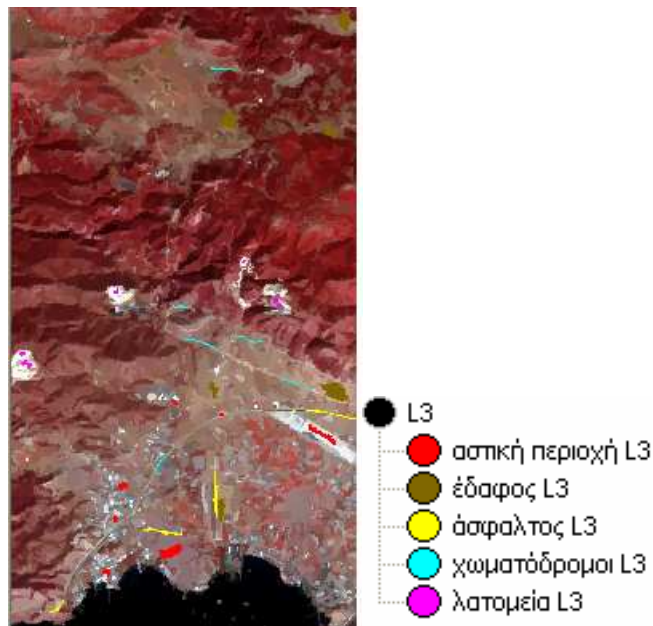 L3
αστική περιοχή L3
έδαφος L3
άσφαλτος L3
χωματόδρομοι L3
λατομεία L3